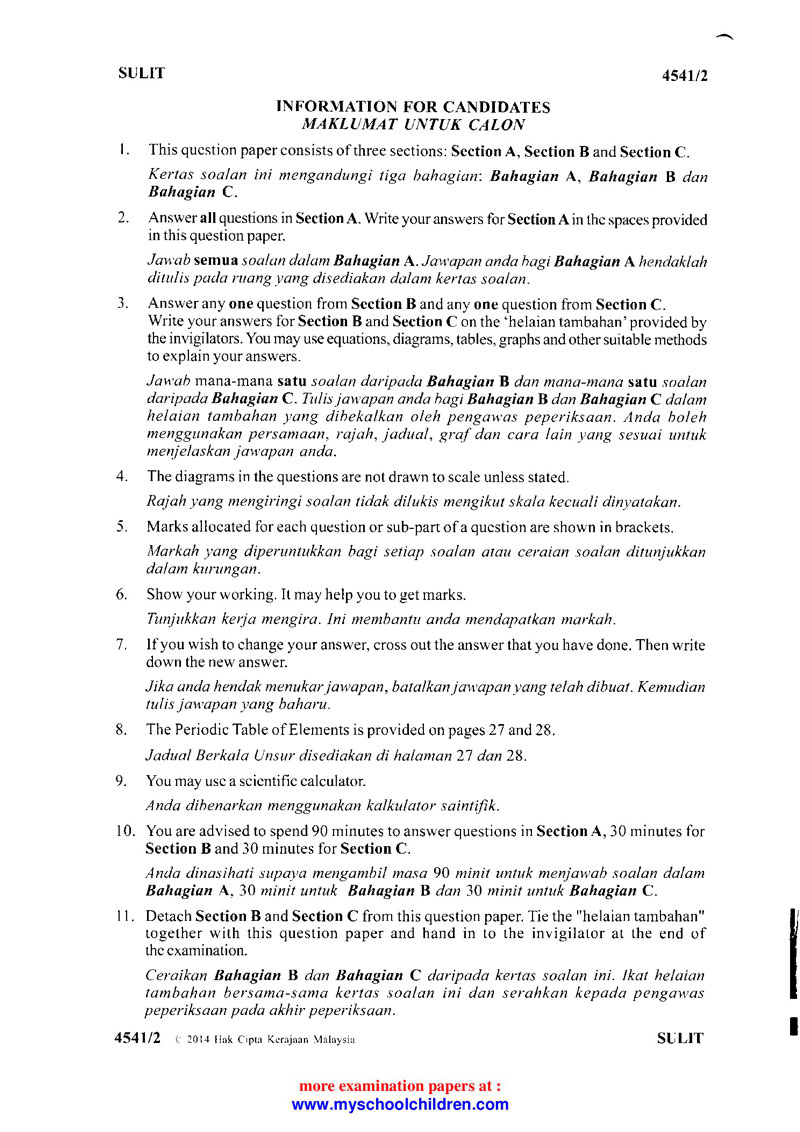 SULIT
4541/2
INFORMATION FOR CANDIDATES
MAKLUMAT UNTUK CALON
1. This question paper consists of three sections: Section A, Section B and Section C.
Kertas soalan ini mengandungi tiga bahagian: Bahagian A, Bahagian B dan
Bahagian C.
2. Answer all questions in Section A. Write your answers for Section A in the spaces provided
in this question paper.
Jawab semua soalan dalam Bahagian A. Jawapan anda bagi Bahagian A hendaklah
ditulis pada ruang yang disediakan dalam kertas soalan.
3. Answer any one question from Section B and any one question from Section C.
Write your answers for Section B and Section C on the ‘helaian tambahan’ provided by
the invigilators. You may use equations, diagrams, tables, graphs and other suitable methods
to explain your answers.
Jawab mana-mana satu soalan daripada Bahagian B dan mana-mana satu soalan
daripada Bahagian C. Tulis jawapan anda bagi Bahagian B dan Bahagian C dalam
helaian tambahan yang dibekalkan oleh pengawas peperiksaan. Anda boleh
menggunakan persamaan, rajah, jadual, graf dan cara lain yang sesuai untuk
menjelaskan jawapan anda.
4. The diagrams in the questions are not drawn to scale unless stated.
Rajah yang mengiringi soalan tidak dilukis mengikut skala kecuali dinyatakan.
5. Marks allocated for each question or sub-part of a question are shown in brackets.
Markah yang diperuntukkan bagi setiap soalan atau ceraian soalan ditunjukkan
dalam kurungan.
6. Show your working. It may help you to get marks.
Tunjukkan kerja mengira. Ini membantu anda mendapatkan markah.
7. If you wish to change your answer, cross out the answer that you have done. Then write
down the new answer.
Jika anda hendak menukar jawapan, batalkan jawapan yang telah dibuat. Kemudian
tulis jawapan yang baharu.
8. The Periodic Table of Elements is provided on pages 27 and 28.
Jadual Berkala Unsur disediakan di halaman 27 dan 28.
9. You may use a scientific calculator.
Anda dibenarkan menggunakan kalkulator saintifik.
10. You are advised to spend 90 minutes to answer questions in Section A, 30 minutes for
Section B and 30 minutes for Section C.
Anda dinasihati supaya mengambil masa 90 minit untuk menjawab soalan dalam
Bahagian A, 30 minit untuk Bahagian B dan 30 minit untuk Bahagian C.
11. Detach Section B and Section C from this question paper. Tie the "helaian tambahan"
together with this question paper and hand in to the invigilator at the end of
the examination.
Ceraikan Bahagian B dan Bahagian C daripada kertas soalan ini. Ikat helaian
tambahan bersama-sama kertas soalan ini dan serahkan kepada pengawas
peperiksaan pada akhir peperiksaan.
4541/2 © 2014 Hak Cipta Kerajaan Malaysia
SULIT
more examination papers at :
www.myschoolchildren.com